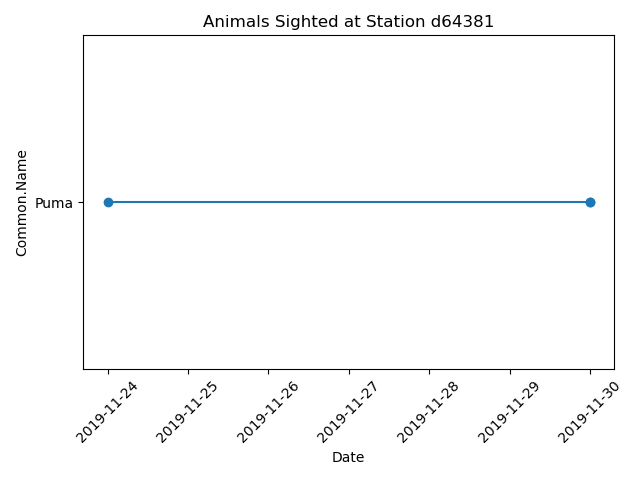 Animals Sighted at Station d64381
Common.Name
Puma
2019-11-24
2019-11-25
2019-11-26
2019-11-27
2019-11-28
2019-11-29
2019-11-30
Date